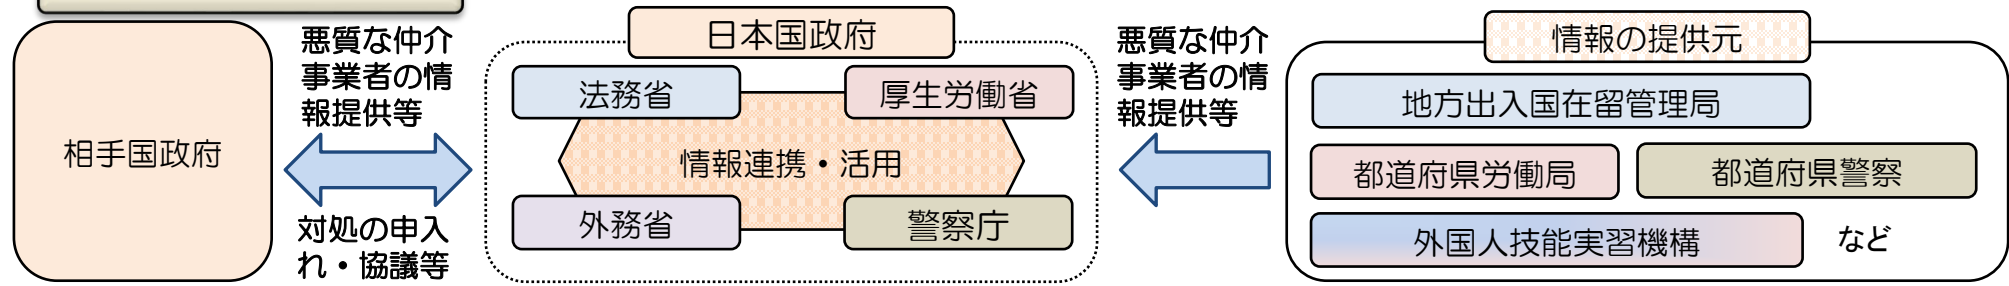 相手国政府
悪質な仲介
事業者の情
報提供等
対処の申入
れ・協議等
日本国政府
法務省
厚生労働省
情報連携・活用
外務省
警察庁
悪質な仲介
事業者の情
報提供等
情報の提供元
地方出入国在留管理局
都道府県労働局
都道府県警察
外国人技能実習機構
など